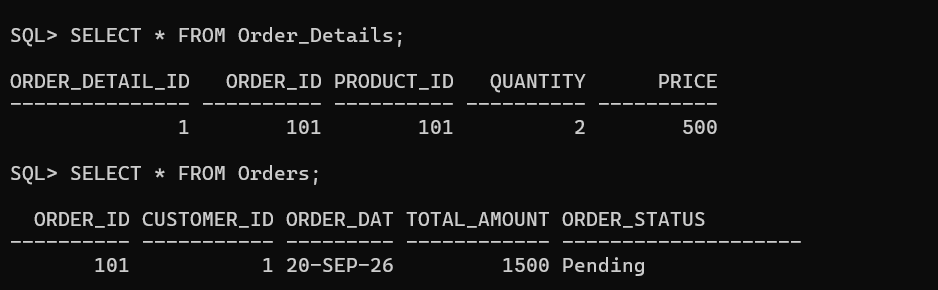 SQL> SELECT * FROM Order_Details;
ORDER_DETAIL_ID   ORDER_ID PRODUCT_ID   QUANTITY      PRICE
--------------- ---------- ---------- ---------- ----------
              1        101        101          2        500
SQL> SELECT * FROM Orders;
  ORDER_ID CUSTOMER_ID ORDER_DAT TOTAL_AMOUNT ORDER_STATUS
---------- ----------- --------- ------------ --------------------
       101           1 20-SEP-26         1500 Pending